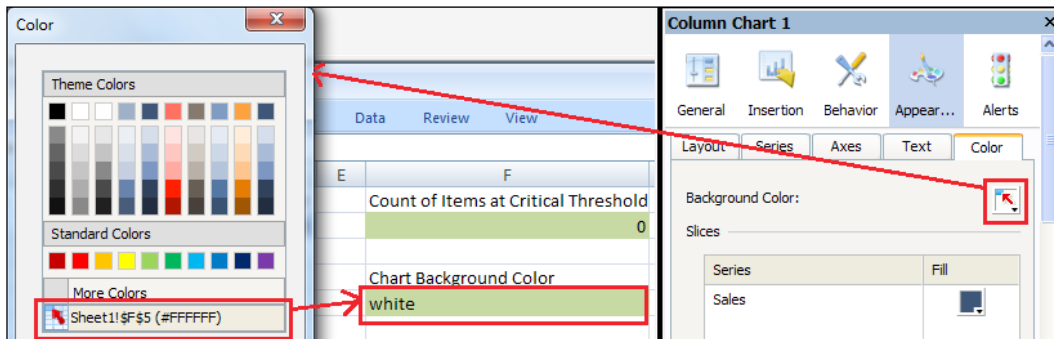 Color
Theme Colors
Standard Colors
More Colors
Sheet1!$F$5 (#FFFFFF)
Data Review View
E F
Count of Items at Critical Threshold
0
Chart Background Color
white
Column Chart 1
General Insertion Behavior Appear... Alerts
Layout Series Axes Text Color
Background Color:
Slices
Series Fill
Sales